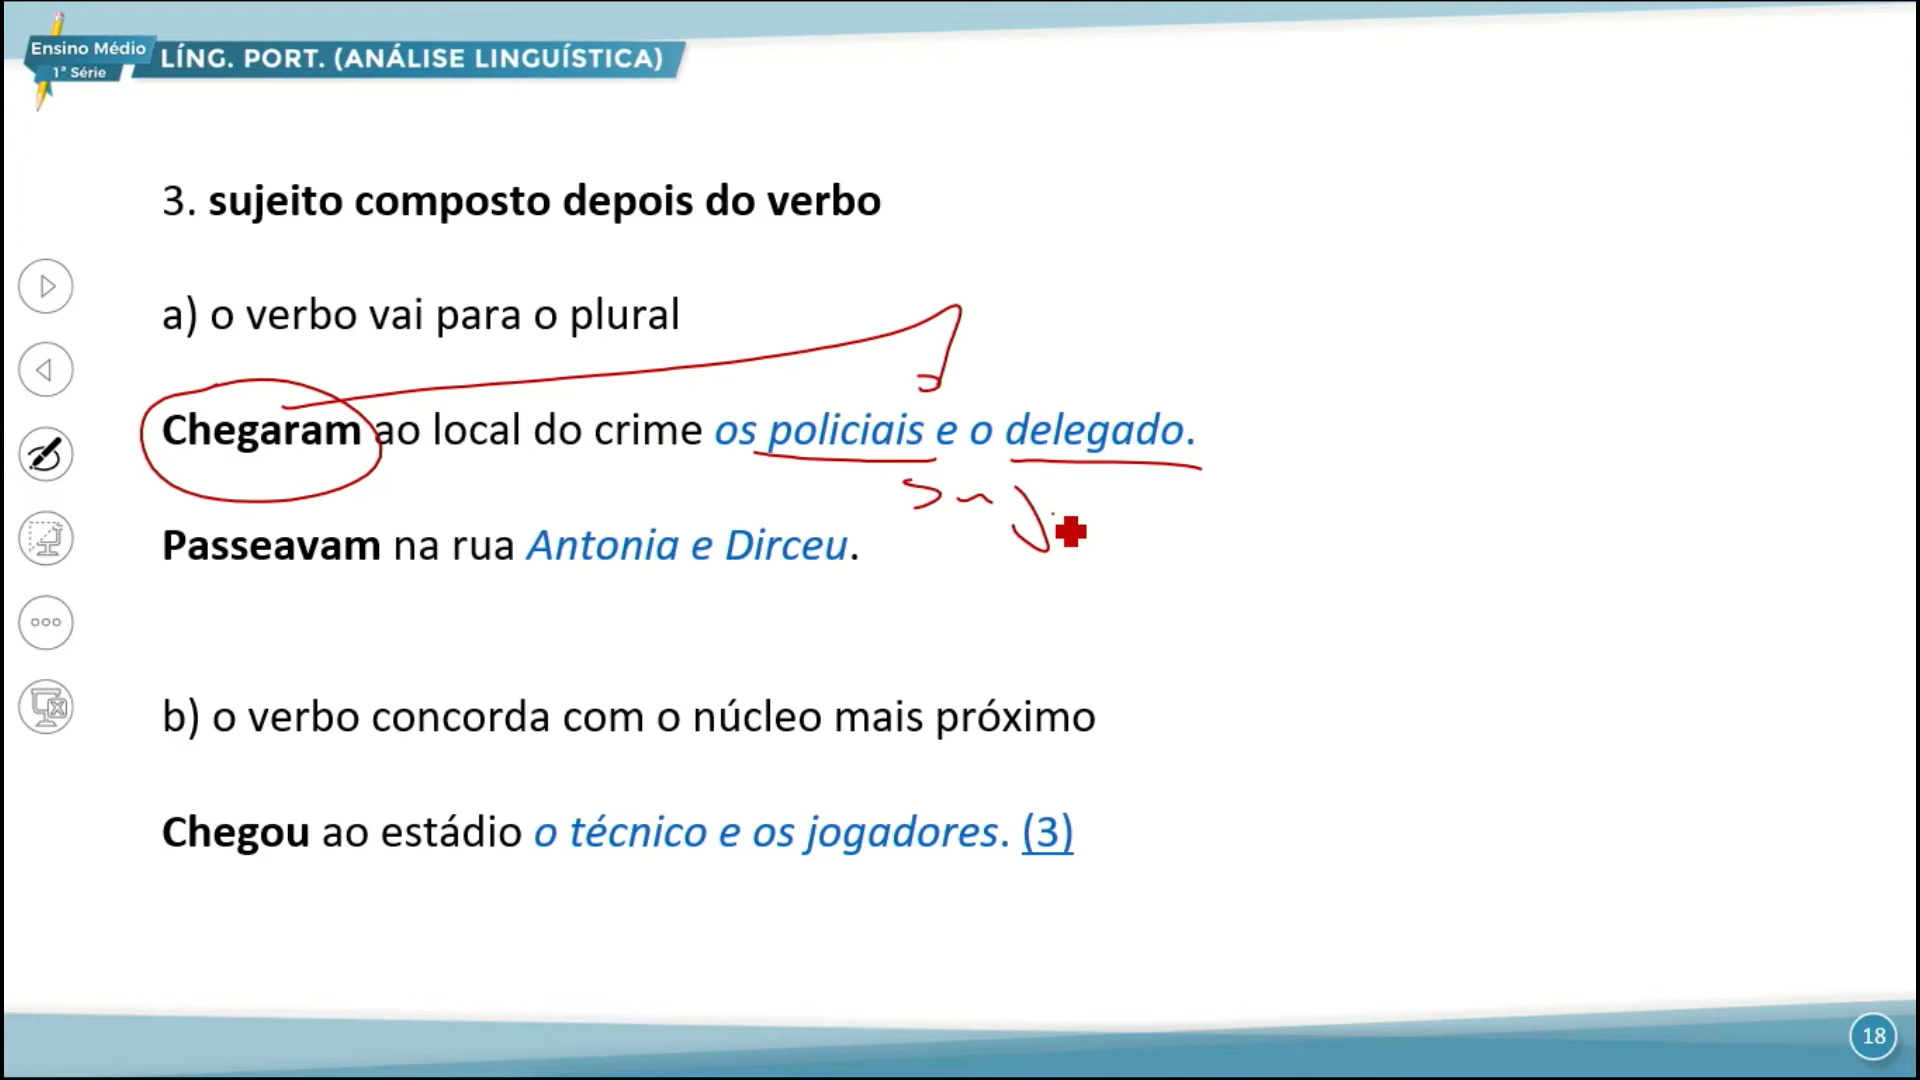 Ensino Médio
1ª Série
LÍNG. PORT. (ANÁLISE LINGUÍSTICA)
3. sujeito composto depois do verbo
a) o verbo vai para o plural
Chegaram ao local do crime os policiais e o delegado.
Passeavam na rua Antonia e Dirceu.
b) o verbo concorda com o núcleo mais próximo
Chegou ao estádio o técnico e os jogadores. (3)
18